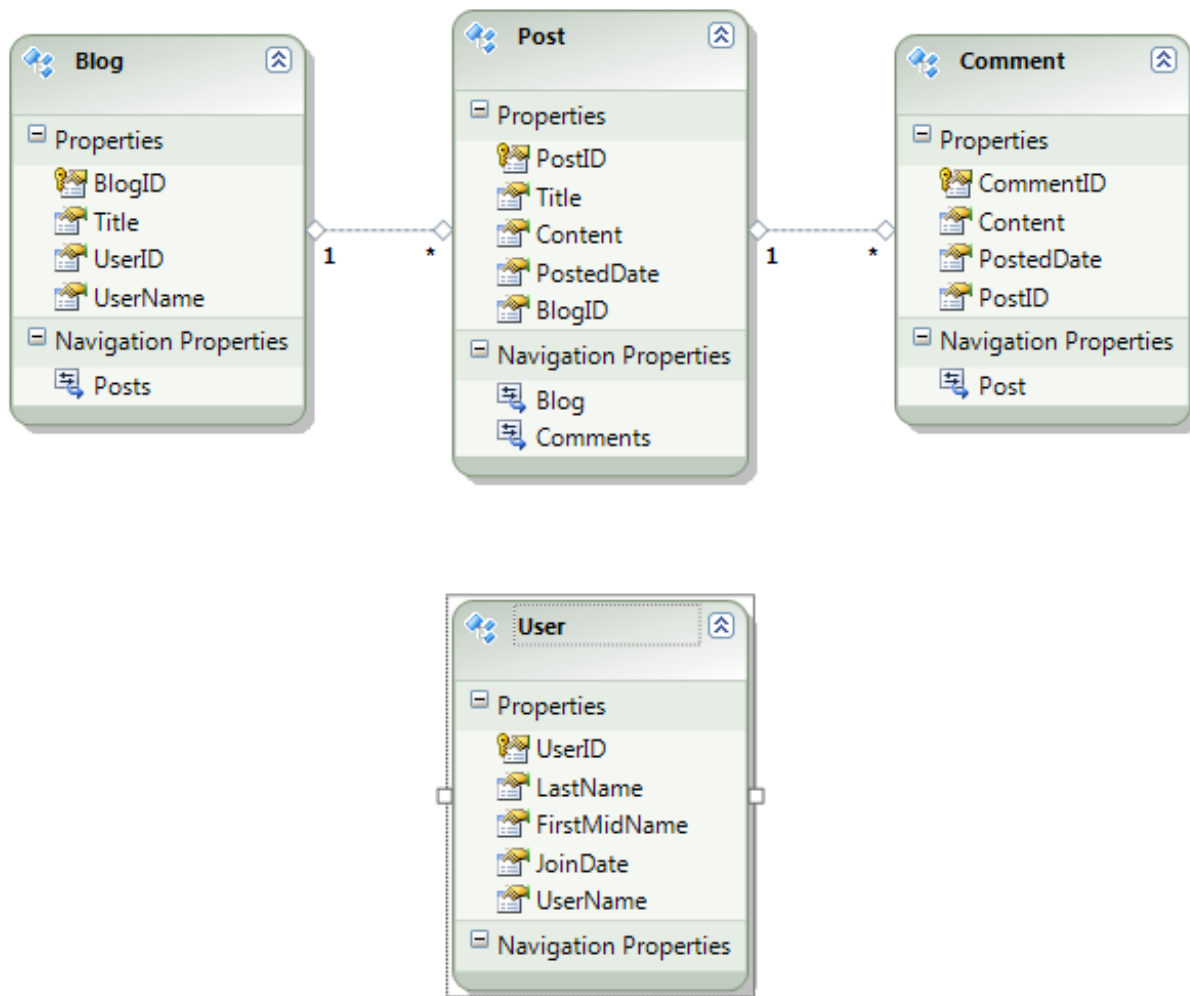 Blog
Properties
BlogID
Title
UserID
UserName
Navigation Properties
Posts
1
*
Post
Properties
PostID
Title
Content
PostedDate
BlogID
Navigation Properties
Blog
Comments
1
*
Comment
Properties
CommentID
Content
PostedDate
PostID
Navigation Properties
Post
User
Properties
UserID
LastName
FirstMidName
JoinDate
UserName
Navigation Properties